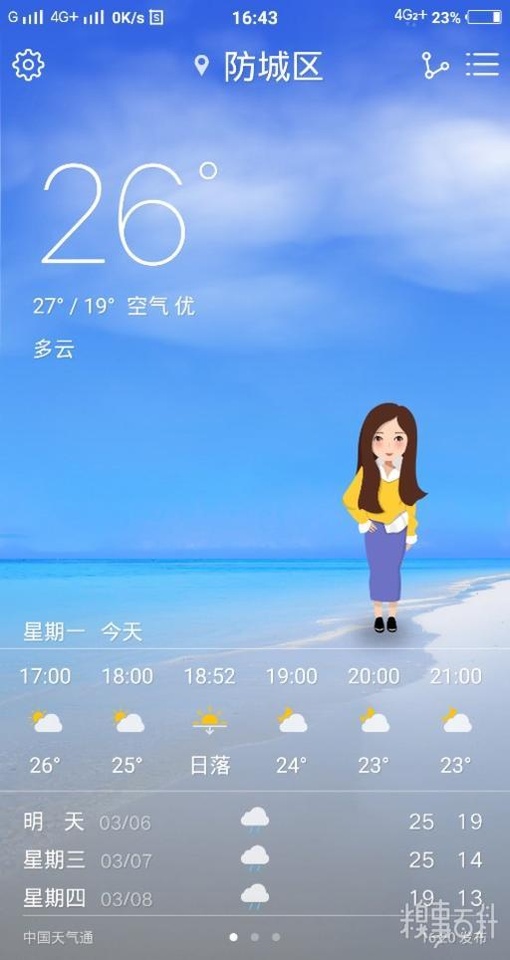 G 4G+ 0K/s S 16:43 4G2+ 23%
防城区
26°
27° / 19° 空气 优
多云
星期一 今天
17:00 18:00 18:52 19:00 20:00 21:00
26° 25° 日落 24° 23° 23°
明 天 03/06 25 19
星期三 03/07 25 14
星期四 03/08 19 13
中国天气通 发布
糗事百科